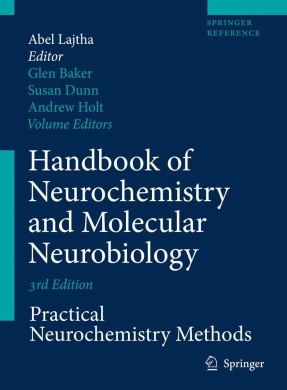 SPRINGER
REFERENCE
Abel Lajtha
Editor
Glen Baker
Susan Dunn
Andrew Holt
Volume Editors
Handbook of
Neurochemistry
and Molecular
Neurobiology
3rd Edition
Practical
Neurochemistry Methods
Springer